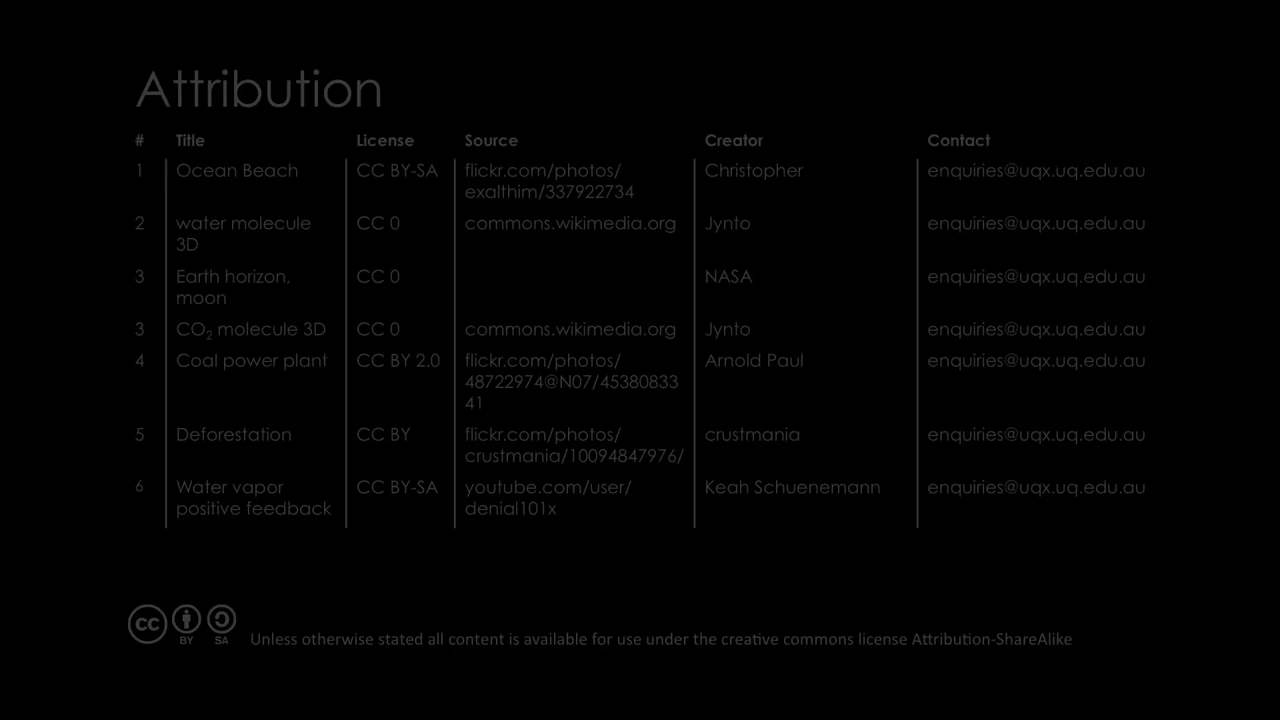 Attribution
# Title License Source Creator Contact
1 Ocean Beach CC BY-SA flickr.com/photos/ Christopher enquiries@uqx.uq.edu.au
exalthim/337922734
2 water molecule CC 0 commons.wikimedia.org Jynto enquiries@uqx.uq.edu.au
3D
3 Earth horizon, CC 0 NASA enquiries@uqx.uq.edu.au
moon
3 CO₂ molecule 3D CC 0 commons.wikimedia.org Jynto enquiries@uqx.uq.edu.au
4 Coal power plant CC BY 2.0 flickr.com/photos/ Arnold Paul enquiries@uqx.uq.edu.au
48722974@N07/45380833
41
5 Deforestation CC BY flickr.com/photos/ crustmania enquiries@uqx.uq.edu.au
crustmania/10094847976/
6 Water vapor CC BY-SA youtube.com/user/ Keah Schuenemann enquiries@uqx.uq.edu.au
positive feedback denial101x
cc BY SA Unless otherwise stated all content is available for use under the creative commons license Attribution-ShareAlike